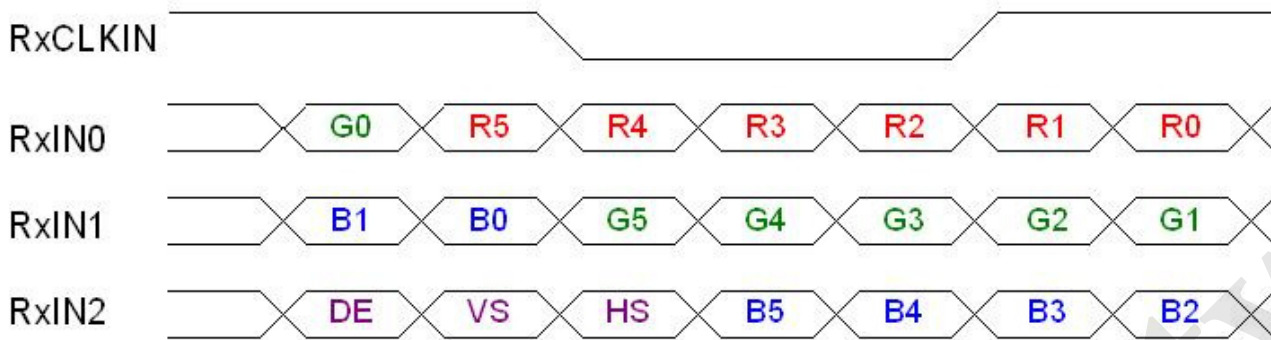 RxCLKIN
RxIN0 G0 R5 R4 R3 R2 R1 R0
RxIN1 B1 B0 G5 G4 G3 G2 G1
RxIN2 DE VS HS B5 B4 B3 B2